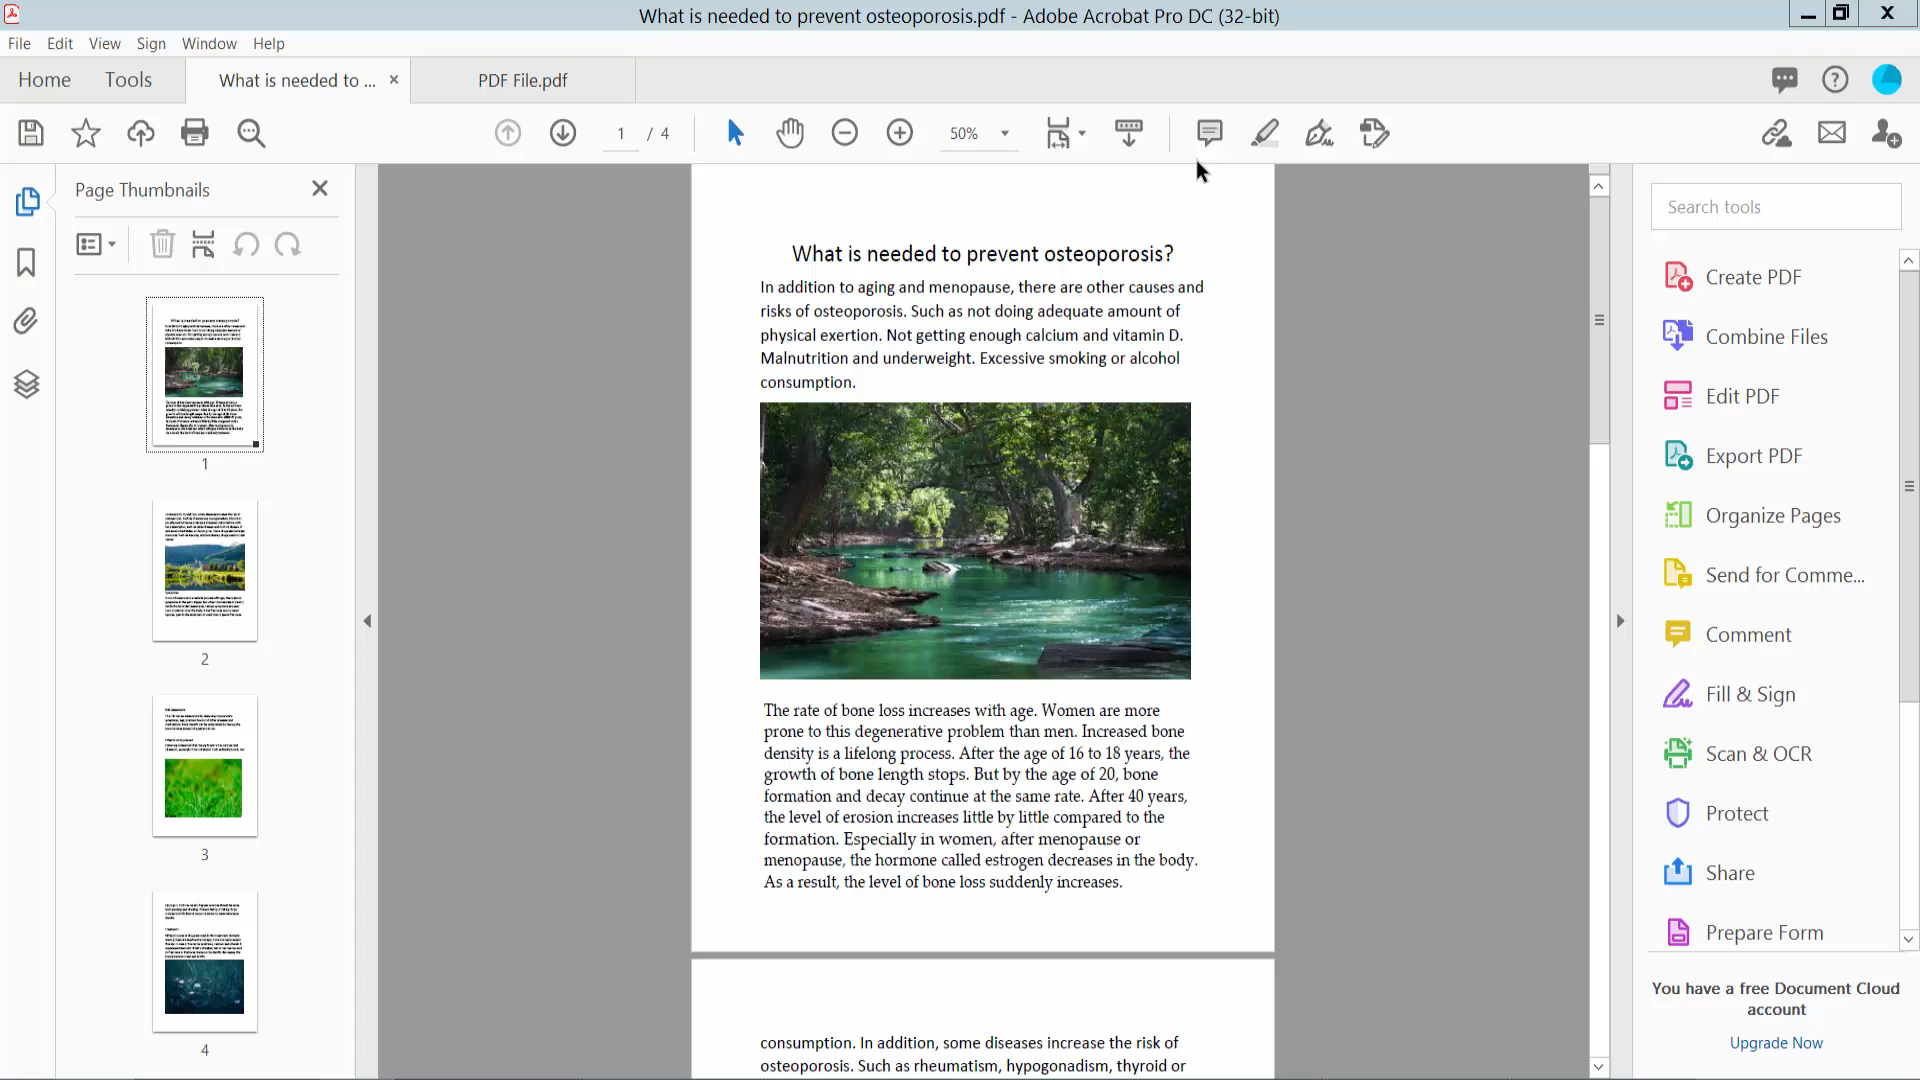 What is needed to prevent osteoporosis.pdf - Adobe Acrobat Pro DC (32-bit)
File Edit View Sign Window Help
Home Tools What is needed to ... × PDF File.pdf
1 / 4 50%
Page Thumbnails
1
2
3
4
What is needed to prevent osteoporosis?
In addition to aging and menopause, there are other causes and
risks of osteoporosis. Such as not doing adequate amount of
physical exertion. Not getting enough calcium and vitamin D.
Malnutrition and underweight. Excessive smoking or alcohol
consumption.
The rate of bone loss increases with age. Women are more
prone to this degenerative problem than men. Increased bone
density is a lifelong process. After the age of 16 to 18 years, the
growth of bone length stops. But by the age of 20, bone
formation and decay continue at the same rate. After 40 years,
the level of erosion increases little by little compared to the
formation. Especially in women, after menopause or
menopause, the hormone called estrogen decreases in the body.
As a result, the level of bone loss suddenly increases.
consumption. In addition, some diseases increase the risk of
osteoporosis. Such as rheumatism, hypogonadism, thyroid or
Search tools
Create PDF
Combine Files
Edit PDF
Export PDF
Organize Pages
Send for Comme...
Comment
Fill & Sign
Scan & OCR
Protect
Share
Prepare Form
You have a free Document Cloud
account
Upgrade Now